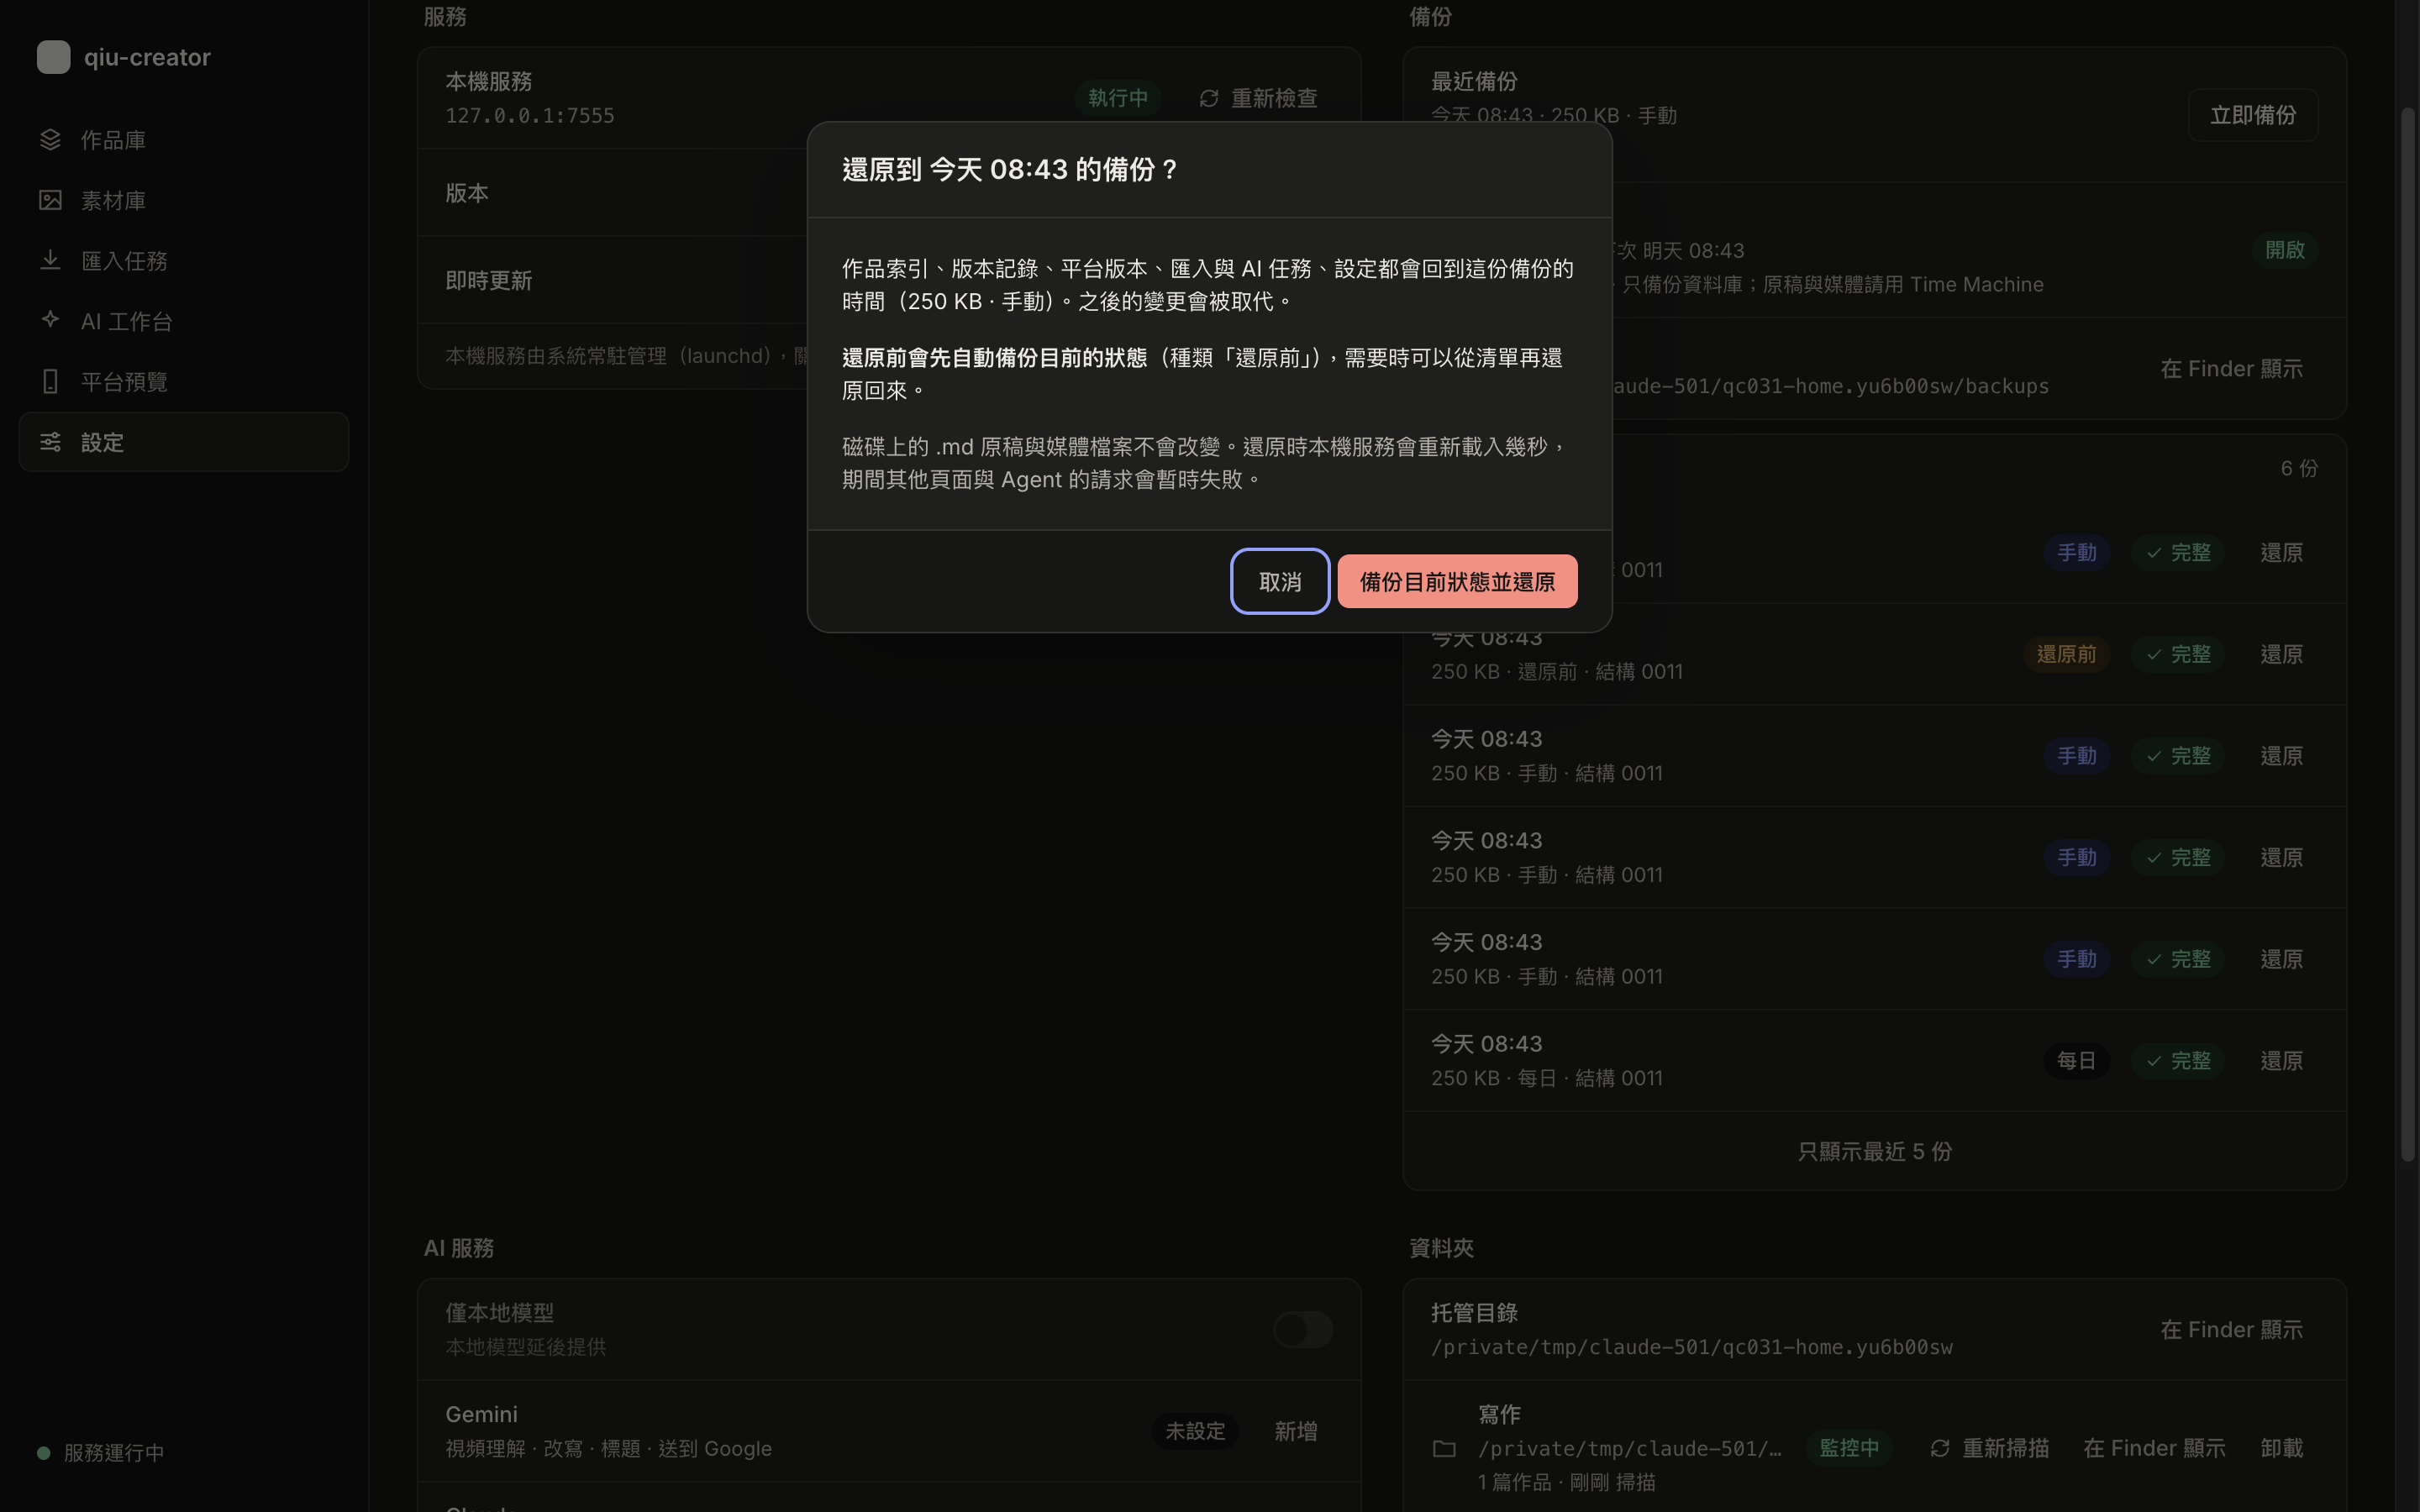 qiu-creator
作品庫
素材庫
匯入任務
AI 工作台
平台預覽
設定
服務運行中
服務
本機服務
127.0.0.1:7555
執行中
重新檢查
版本
即時更新
本機服務由系統常駐管理（launchd），
備份
最近備份
今天 08:43 · 250 KB · 手動
立即備份
次 明天 08:43
開啟
· 只備份資料庫；原稿與媒體請用 Time Machine
aude-501/qc031-home.yu6b00sw/backups
在 Finder 顯示
還原到 今天 08:43 的備份？
作品索引、版本記錄、平台版本、匯入與 AI 任務、設定都會回到這份備份的
時間（250 KB · 手動）。之後的變更會被取代。
還原前會先自動備份目前的狀態（種類「還原前」），需要時可以從清單再還
原回來。
磁碟上的 .md 原稿與媒體檔案不會改變。還原時本機服務會重新載入幾秒，
期間其他頁面與 Agent 的請求會暫時失敗。
取消
備份目前狀態並還原
6 份
0011
手動
完整
還原
今天 08:43
250 KB · 還原前 · 結構 0011
還原前
完整
還原
今天 08:43
250 KB · 手動 · 結構 0011
手動
完整
還原
今天 08:43
250 KB · 手動 · 結構 0011
手動
完整
還原
今天 08:43
250 KB · 手動 · 結構 0011
手動
完整
還原
今天 08:43
250 KB · 每日 · 結構 0011
每日
完整
還原
只顯示最近 5 份
AI 服務
僅本地模型
本地模型延後提供
Gemini
視頻理解 · 改寫 · 標題 · 送到 Google
未設定
新增
資料夾
托管目錄
/private/tmp/claude-501/qc031-home.yu6b00sw
在 Finder 顯示
寫作
/private/tmp/claude-501/…
1 篇作品 · 剛剛 掃描
監控中
重新掃描
在 Finder 顯示
卸載